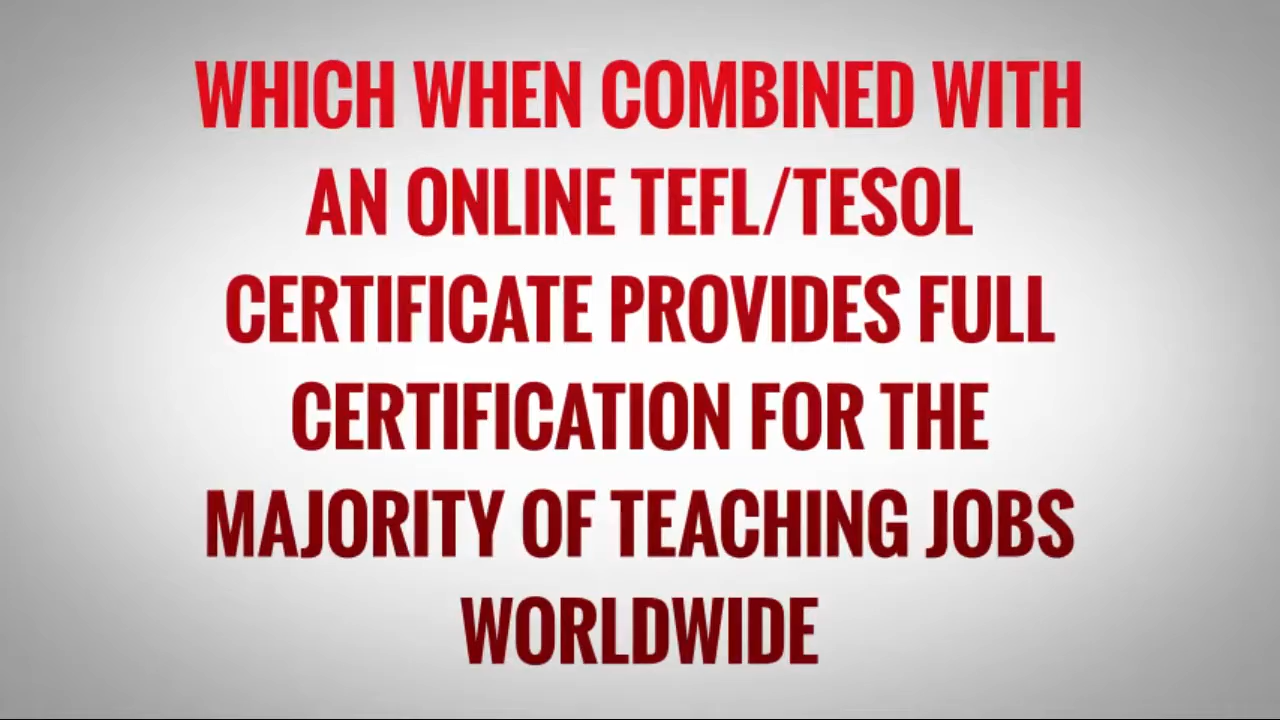 WHICH WHEN COMBINED WITH
AN ONLINE TEFL/TESOL
CERTIFICATE PROVIDES FULL
CERTIFICATION FOR THE
MAJORITY OF TEACHING JOBS
WORLDWIDE